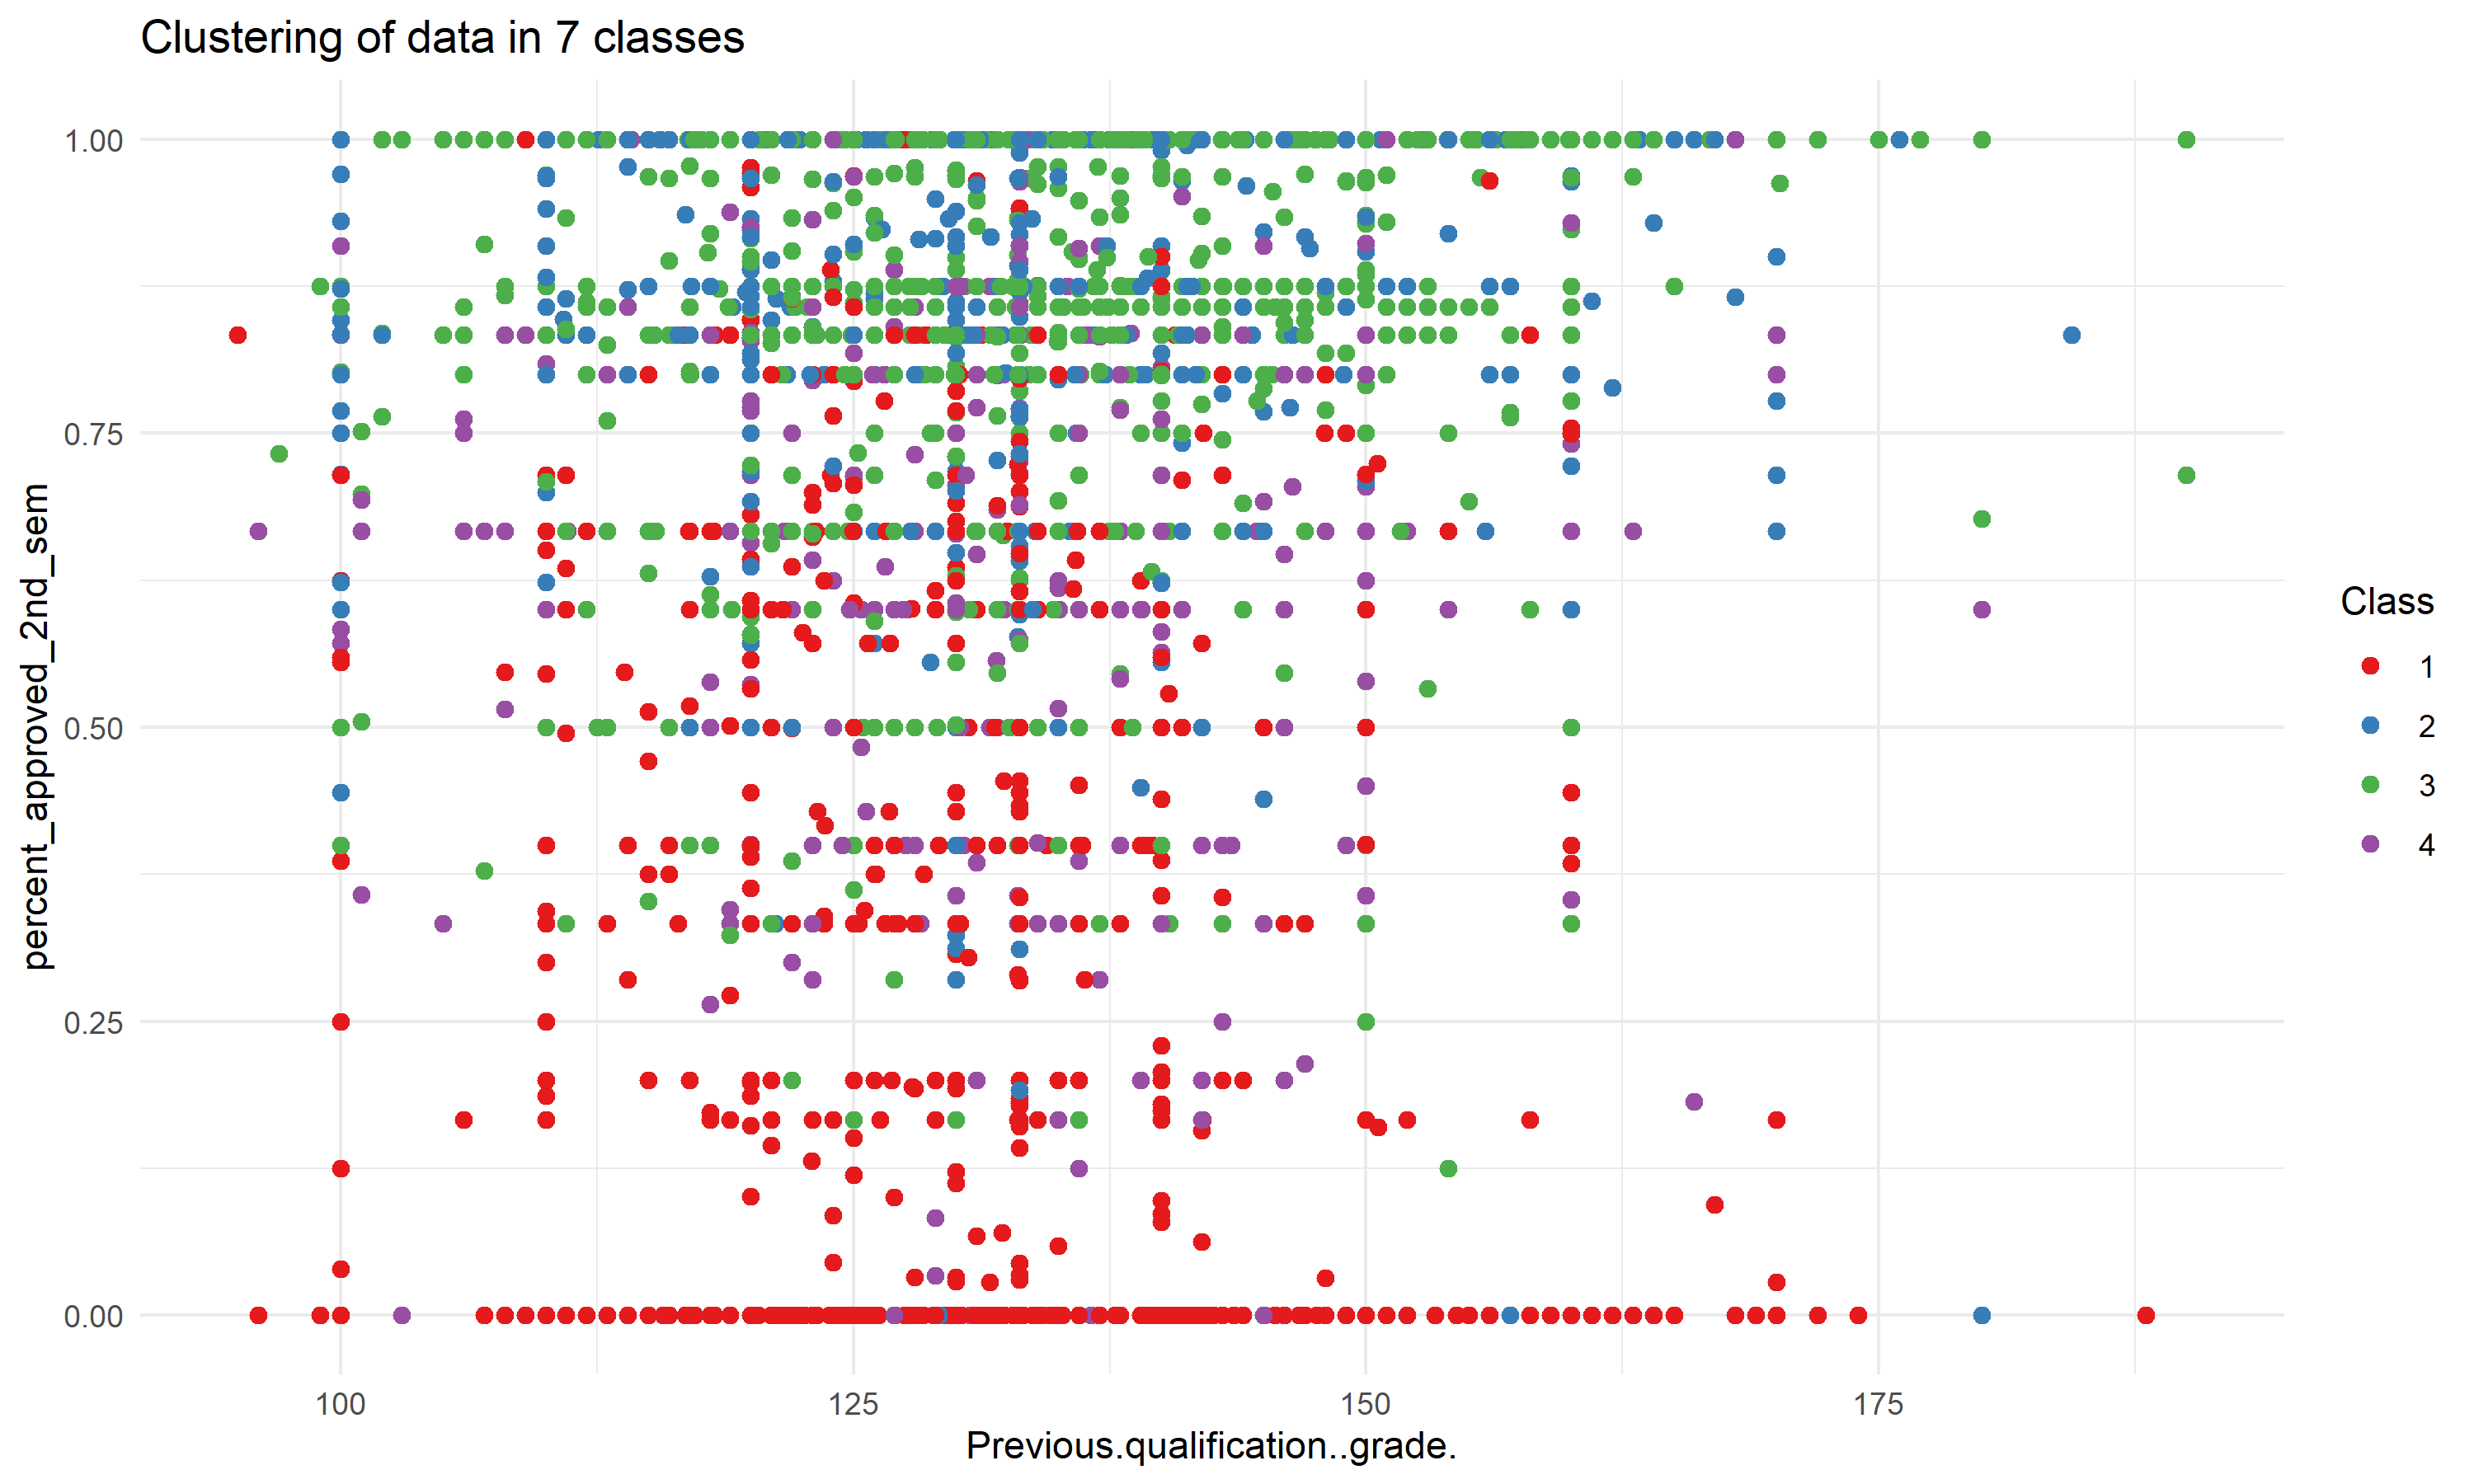 Clustering of data in 7 classes
1.00
0.75
0.50
0.25
0.00
percent_approved_2nd_sem
100 125 150 175
Previous.qualification..grade.
Class
1
2
3
4